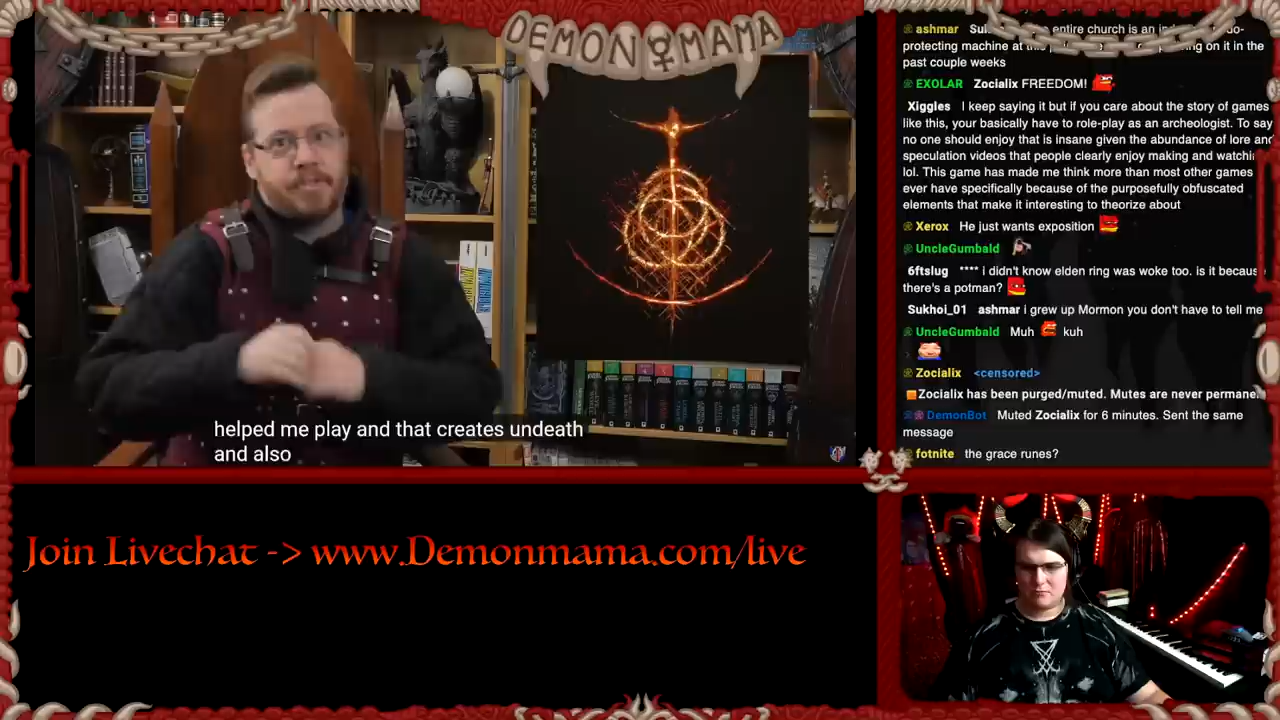 DEMON MAMA
helped me play and that creates undeath
and also
Join Livechat -> www.Demonmama.com/live
ashmar
entire church is an
protecting machine at
on it in the
past couple weeks
EXOLAR Zocialix FREEDOM!
Xiggles I keep saying it but if you care about the story of games
like this, your basically have to role-play as an archeologist. To say
no one should enjoy that is insane given the abundance of lore and
speculation videos that people clearly enjoy making and watchi
lol. This game has made me think more than most other games
ever have specifically because of the purposefully obfuscated
elements that make it interesting to theorize about
Xerox He just wants exposition
UncleGumbald
6ftslug **** i didn't know elden ring was woke too. is it becaus
there's a potman?
Sukhoi_01 ashmar i grew up Mormon you don't have to tell me
UncleGumbald Muh kuh
Zocialix <censored>
Zocialix has been purged/muted. Mutes are never permane
DemonBot Muted Zocialix for 6 minutes. Sent the same
message
fotnite the grace runes?